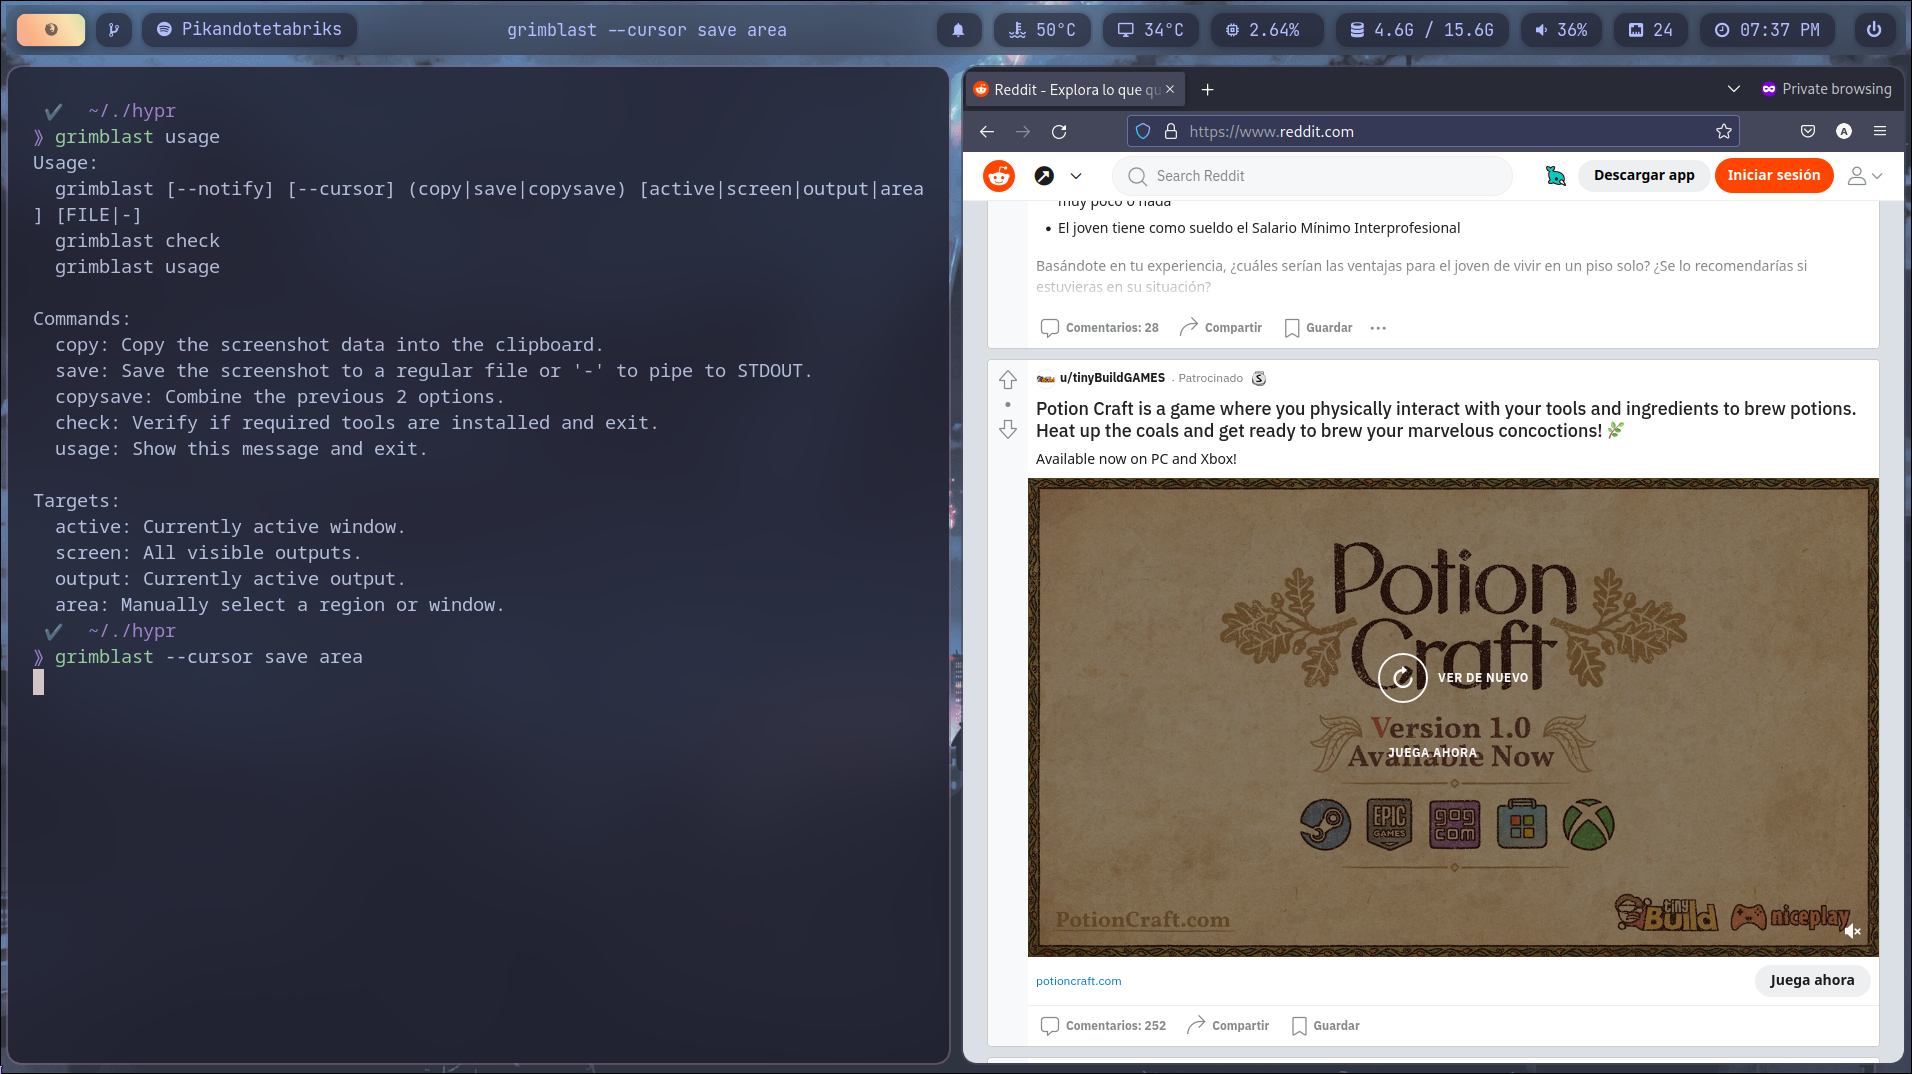 Pikandotetabriks
grimblast --cursor save area
50°C
34°C
2.64%
4.6G / 15.6G
36%
24
07:37 PM
~/./hypr
grimblast usage
Usage:
grimblast [--notify] [--cursor] (copy|save|copysave) [active|screen|output|area
] [FILE|-]
grimblast check
grimblast usage
Commands:
copy: Copy the screenshot data into the clipboard.
save: Save the screenshot to a regular file or '-' to pipe to STDOUT.
copysave: Combine the previous 2 options.
check: Verify if required tools are installed and exit.
usage: Show this message and exit.
Targets:
active: Currently active window.
screen: All visible outputs.
output: Currently active output.
area: Manually select a region or window.
~/./hypr
grimblast --cursor save area
Reddit - Explora lo que qu
Private browsing
https://www.reddit.com
A
Search Reddit
Descargar app
Iniciar sesión
muy poco o nada
• El joven tiene como sueldo el Salario Mínimo Interprofesional
Basándote en tu experiencia, ¿cuáles serían las ventajas para el joven de vivir en un piso solo? ¿Se lo recomendarías si
estuvieras en su situación?
Comentarios: 28
Compartir
Guardar
u/tinyBuildGAMES . Patrocinado
Potion Craft is a game where you physically interact with your tools and ingredients to brew potions.
Heat up the coals and get ready to brew your marvelous concoctions!
Available now on PC and Xbox!
Potion
Craft
VER DE NUEVO
Version 1.0
JUEGA AHORA
Available Now
EPIC
GAMES
GOG
COM
PotionCraft.com
tiny
Build
niceplay
potioncraft.com
Juega ahora
Comentarios: 252
Compartir
Guardar